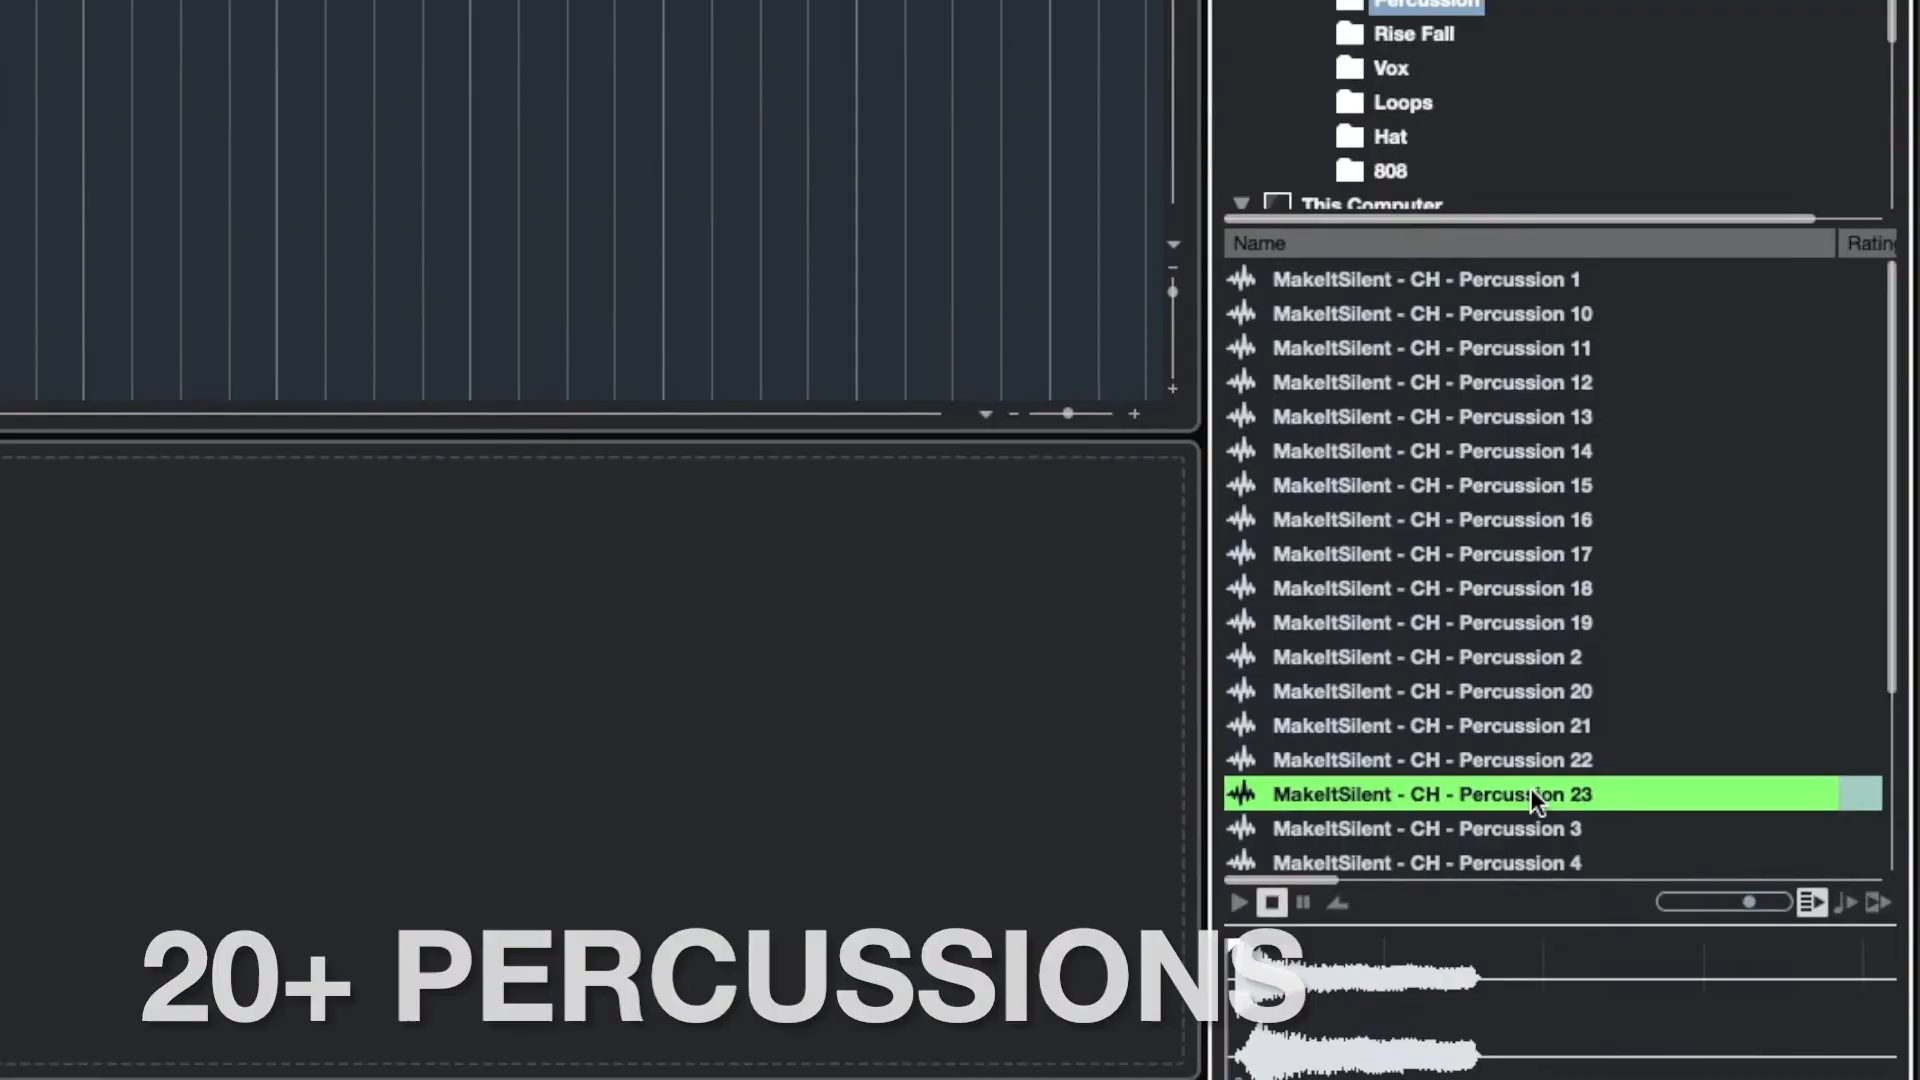 Percussion
Rise Fall
Vox
Loops
Hat
808
This Computer
Name
Rating
MakeItSilent - CH - Percussion 1
MakeItSilent - CH - Percussion 10
MakeItSilent - CH - Percussion 11
MakeItSilent - CH - Percussion 12
MakeItSilent - CH - Percussion 13
MakeItSilent - CH - Percussion 14
MakeItSilent - CH - Percussion 15
MakeItSilent - CH - Percussion 16
MakeItSilent - CH - Percussion 17
MakeItSilent - CH - Percussion 18
MakeItSilent - CH - Percussion 19
MakeItSilent - CH - Percussion 2
MakeItSilent - CH - Percussion 20
MakeItSilent - CH - Percussion 21
MakeItSilent - CH - Percussion 22
MakeItSilent - CH - Percussion 23
MakeItSilent - CH - Percussion 3
MakeItSilent - CH - Percussion 4
20+ PERCUSSIONS